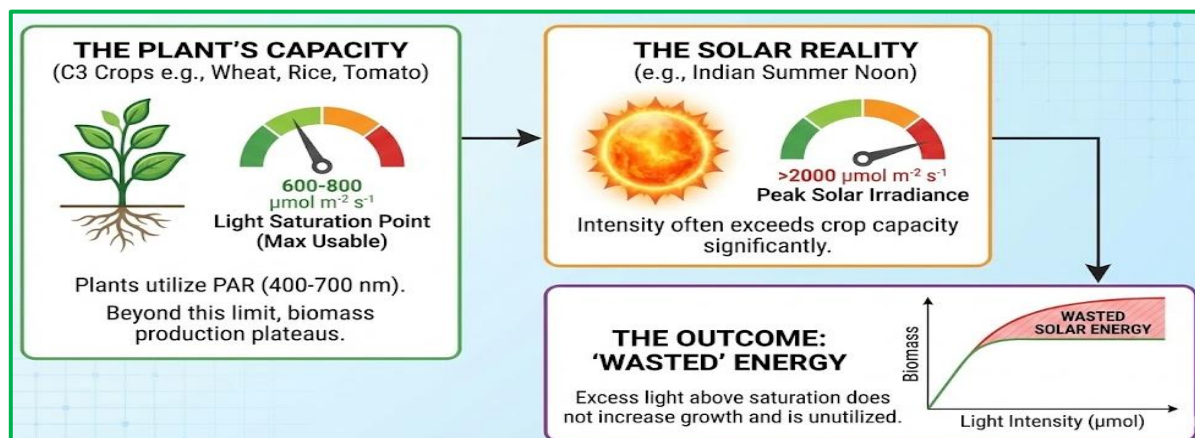 THE PLANT'S CAPACITY
(C3 Crops e.g., Wheat, Rice, Tomato)
600-800
μmol m⁻² s⁻¹
Light Saturation Point
(Max Usable)
Plants utilize PAR (400-700 nm).
Beyond this limit, biomass
production plateaus.
THE SOLAR REALITY
(e.g., Indian Summer Noon)
>2000 μmol m⁻² s⁻¹
Peak Solar Irradiance
Intensity often exceeds crop capacity
significantly.
THE OUTCOME:
'WASTED' ENERGY
Excess light above saturation does
not increase growth and is unutilized.
Biomass
WASTED
SOLAR ENERGY
Light Intensity (μmol)